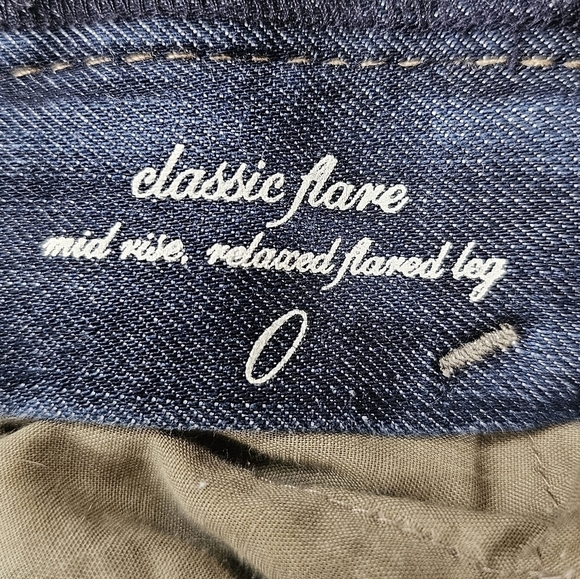 classic flare
mid rise, relaxed flared leg
0